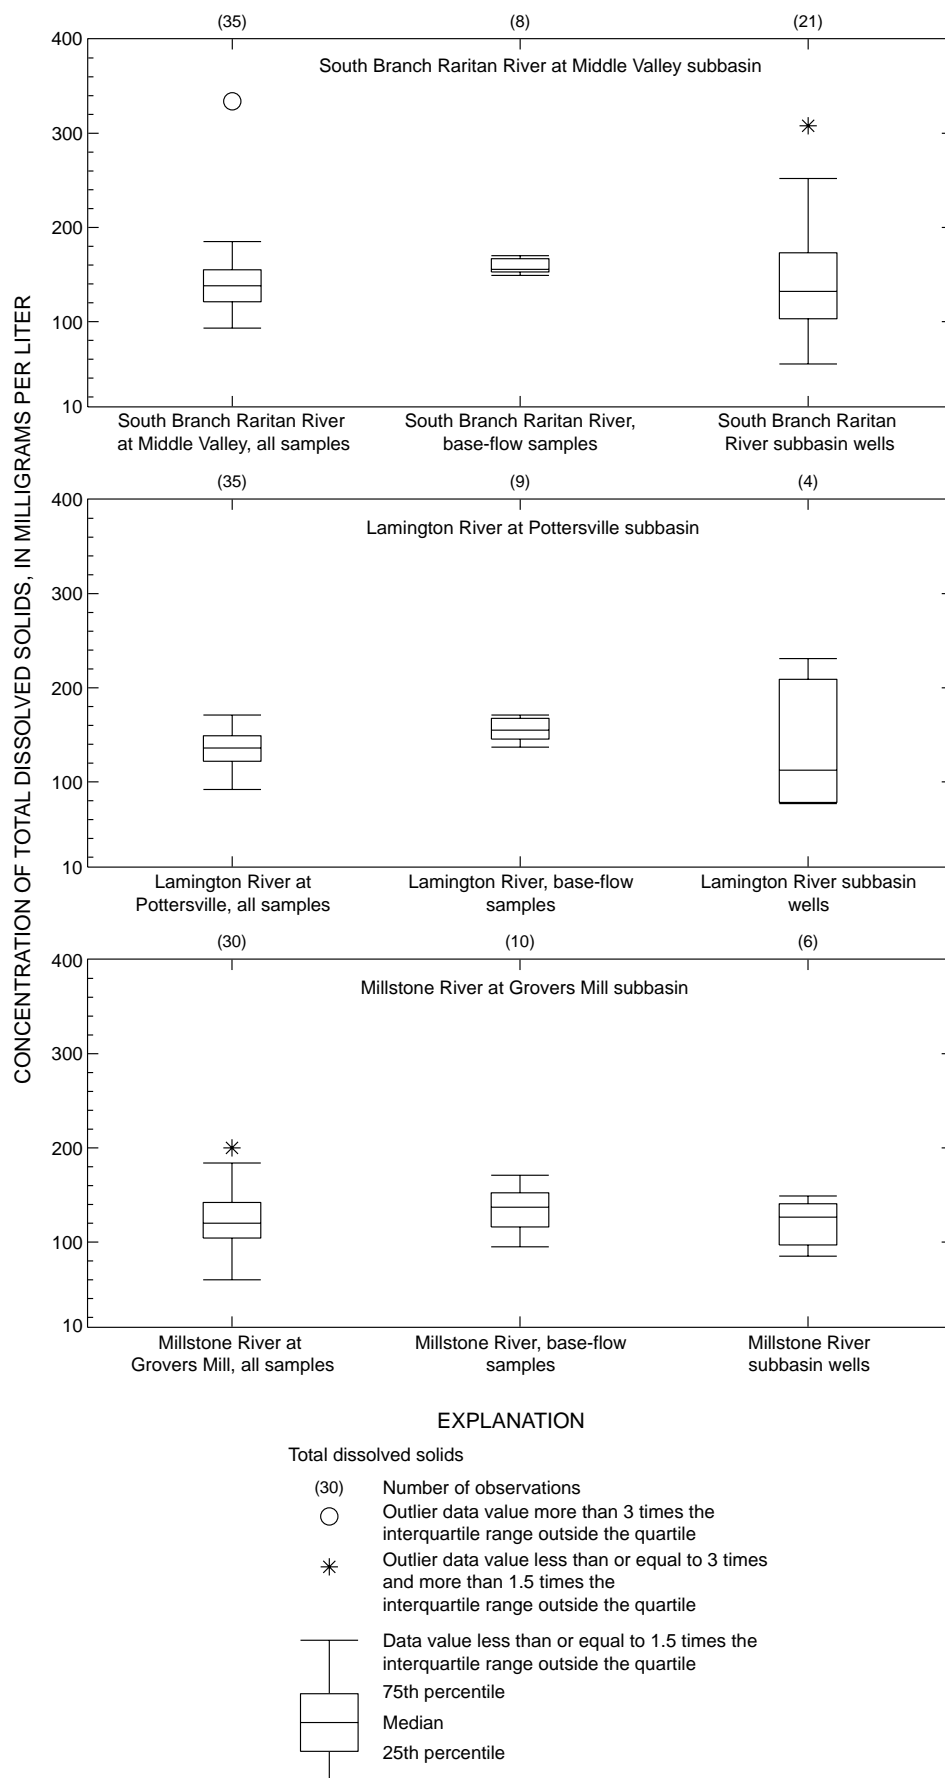 CONCENTRATION OF TOTAL DISSOLVED SOLIDS, IN MILLIGRAMS PER LITER
(35) (8) (21)
400
South Branch Raritan River at Middle Valley subbasin
300
200
100
10
South Branch Raritan River
at Middle Valley, all samples
South Branch Raritan River,
base-flow samples
South Branch Raritan
River subbasin wells
(35) (9) (4)
400
Lamington River at Pottersville subbasin
300
200
100
10
Lamington River at
Pottersville, all samples
Lamington River, base-flow
samples
Lamington River subbasin
wells
(30) (10) (6)
400
Millstone River at Grovers Mill subbasin
300
200
100
10
Millstone River at
Grovers Mill, all samples
Millstone River, base-flow
samples
Millstone River
subbasin wells
EXPLANATION
Total dissolved solids
(30) Number of observations
Outlier data value more than 3 times the
interquartile range outside the quartile
Outlier data value less than or equal to 3 times
and more than 1.5 times the
interquartile range outside the quartile
Data value less than or equal to 1.5 times the
interquartile range outside the quartile
75th percentile
Median
25th percentile